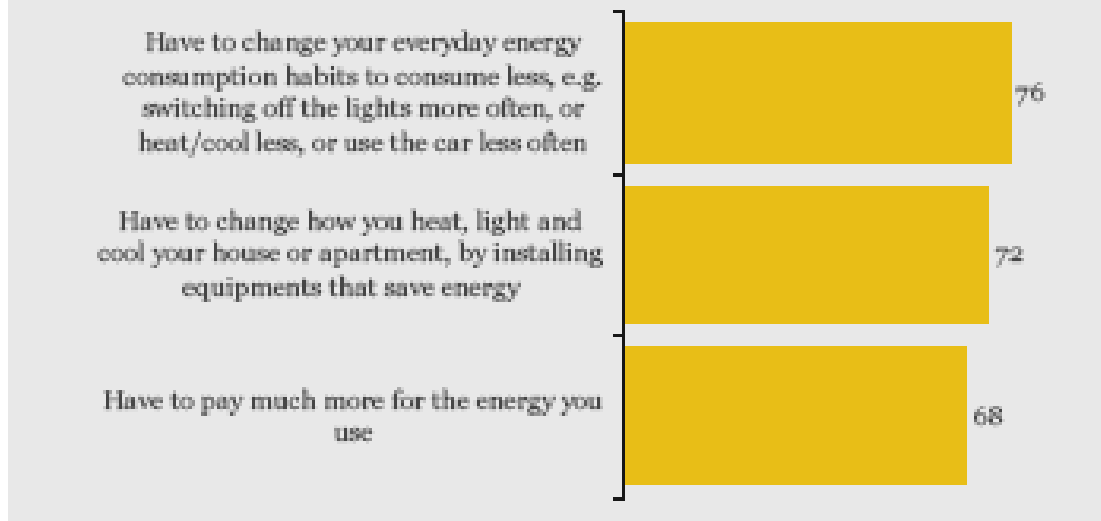 Have to change your everyday energy
consumption habits to consume less, e.g.
switching off the lights more often, or
heat/cool less, or use the car less often
76
Have to change how you heat, light and
cool your house or apartment, by installing
equipments that save energy
72
Have to pay much more for the energy you
use
68